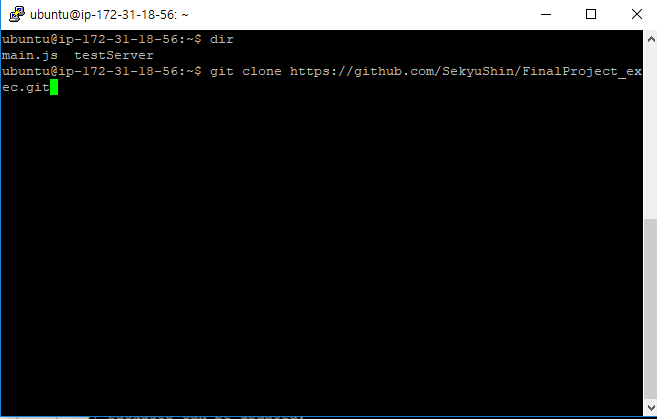 ubuntu@ip-172-31-18-56: ~
ubuntu@ip-172-31-18-56:~$ dir
main.js  testServer
ubuntu@ip-172-31-18-56:~$ git clone https://github.com/SekyuShin/FinalProject_ex
ec.git